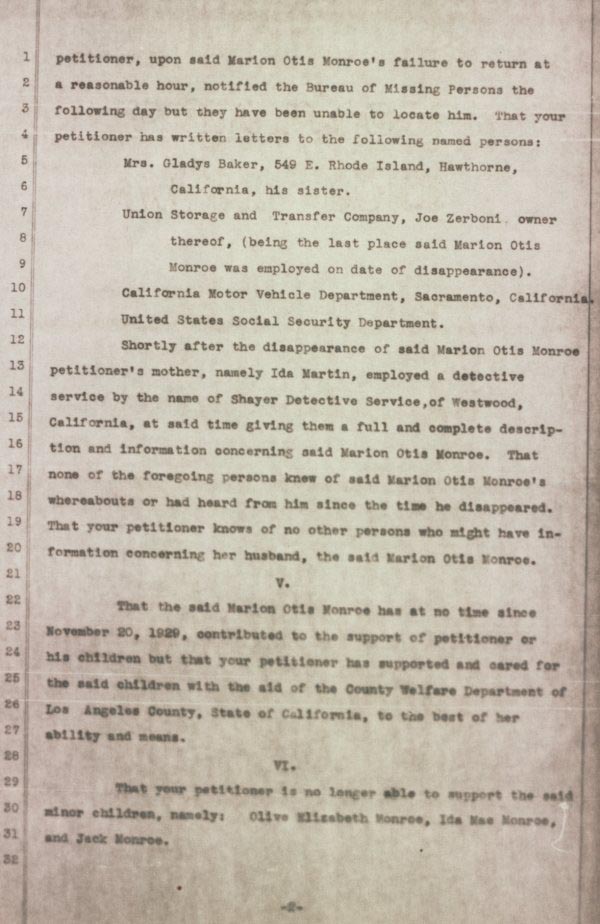 1 petitioner, upon said Marion Otis Monroe's failure to return at
2 a reasonable hour, notified the Bureau of Missing Persons the
3 following day but they have been unable to locate him. That your
4 petitioner has written letters to the following named persons:
5 Mrs. Gladys Baker, 549 E. Rhode Island, Hawthorne,
6 California, his sister.
7 Union Storage and Transfer Company, Joe Zerboni owner
8 thereof, (being the last place said Marion Otis
9 Monroe was employed on date of disappearance).
10 California Motor Vehicle Department, Sacramento, California.
11 United States Social Security Department.
12 Shortly after the disappearance of said Marion Otis Monroe
13 petitioner's mother, namely Ida Martin, employed a detective
14 service by the name of Shayer Detective Service,of Westwood,
15 California, at said time giving them a full and complete descrip-
16 tion and information concerning said Marion Otis Monroe. That
17 none of the foregoing persons knew of said Marion Otis Monroe's
18 whereabouts or had heard from him since the time he disappeared.
19 That your petitioner knows of no other persons who might have in-
20 formation concerning her husband, the said Marion Otis Monroe.
21 V.
22 That the said Marion Otis Monroe has at no time since
23 November 20, 1929, contributed to the support of petitioner or
24 his children but that your petitioner has supported and cared for
25 the said children with the aid of the County Welfare Department of
26 Los Angeles County, State of California, to the best of her
27 ability and means.
28 VI.
29 That your petitioner is no longer able to support the said
30 minor children, namely: Olive Elizabeth Monroe, Ida Mae Monroe,
31 and Jack Monroe.
32
-2-